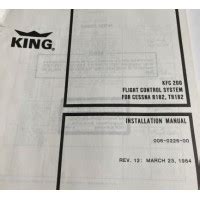 KING®
KFC 200
FLIGHT CONTROL SYSTEM
FOR CESSNA R182, TR182
INSTALLATION MANUAL
006-0226-00
REV. 12: MARCH 23, 1984